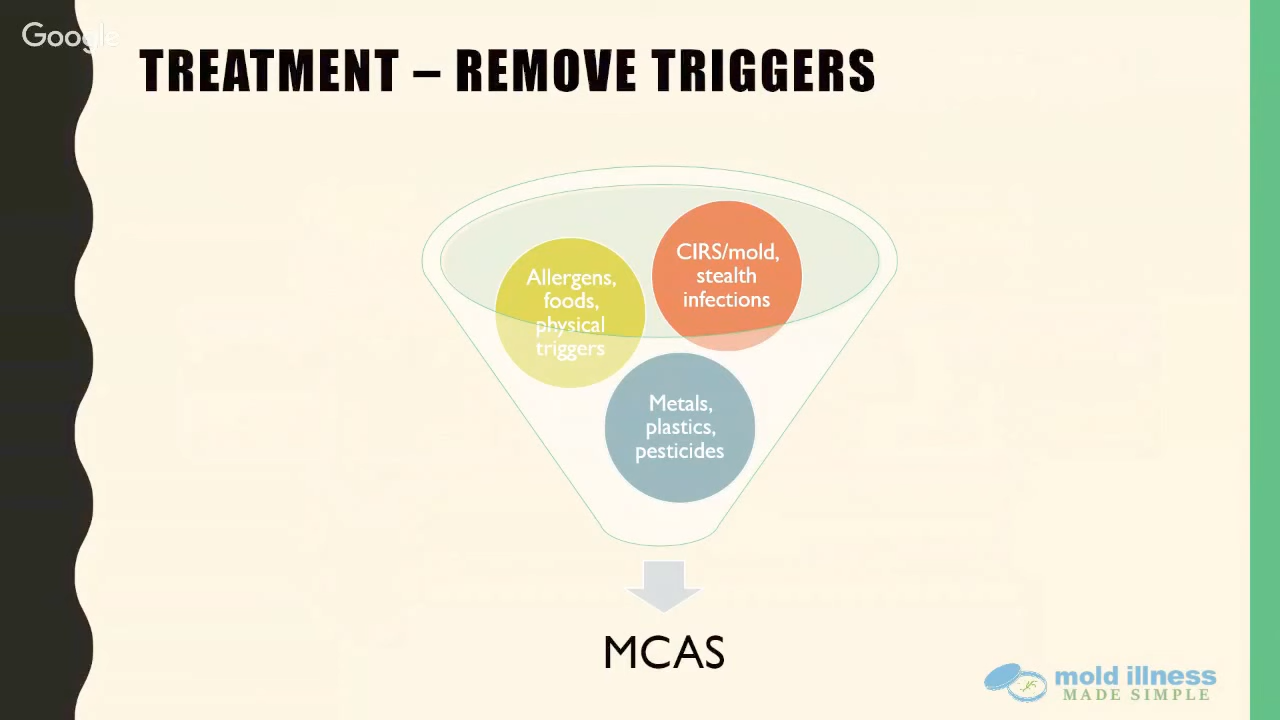 Google
TREATMENT – REMOVE TRIGGERS
Allergens,
foods,
physical
triggers
CIRS/mold,
stealth
infections
Metals,
plastics,
pesticides
MCAS
mold illness
MADE SIMPLE